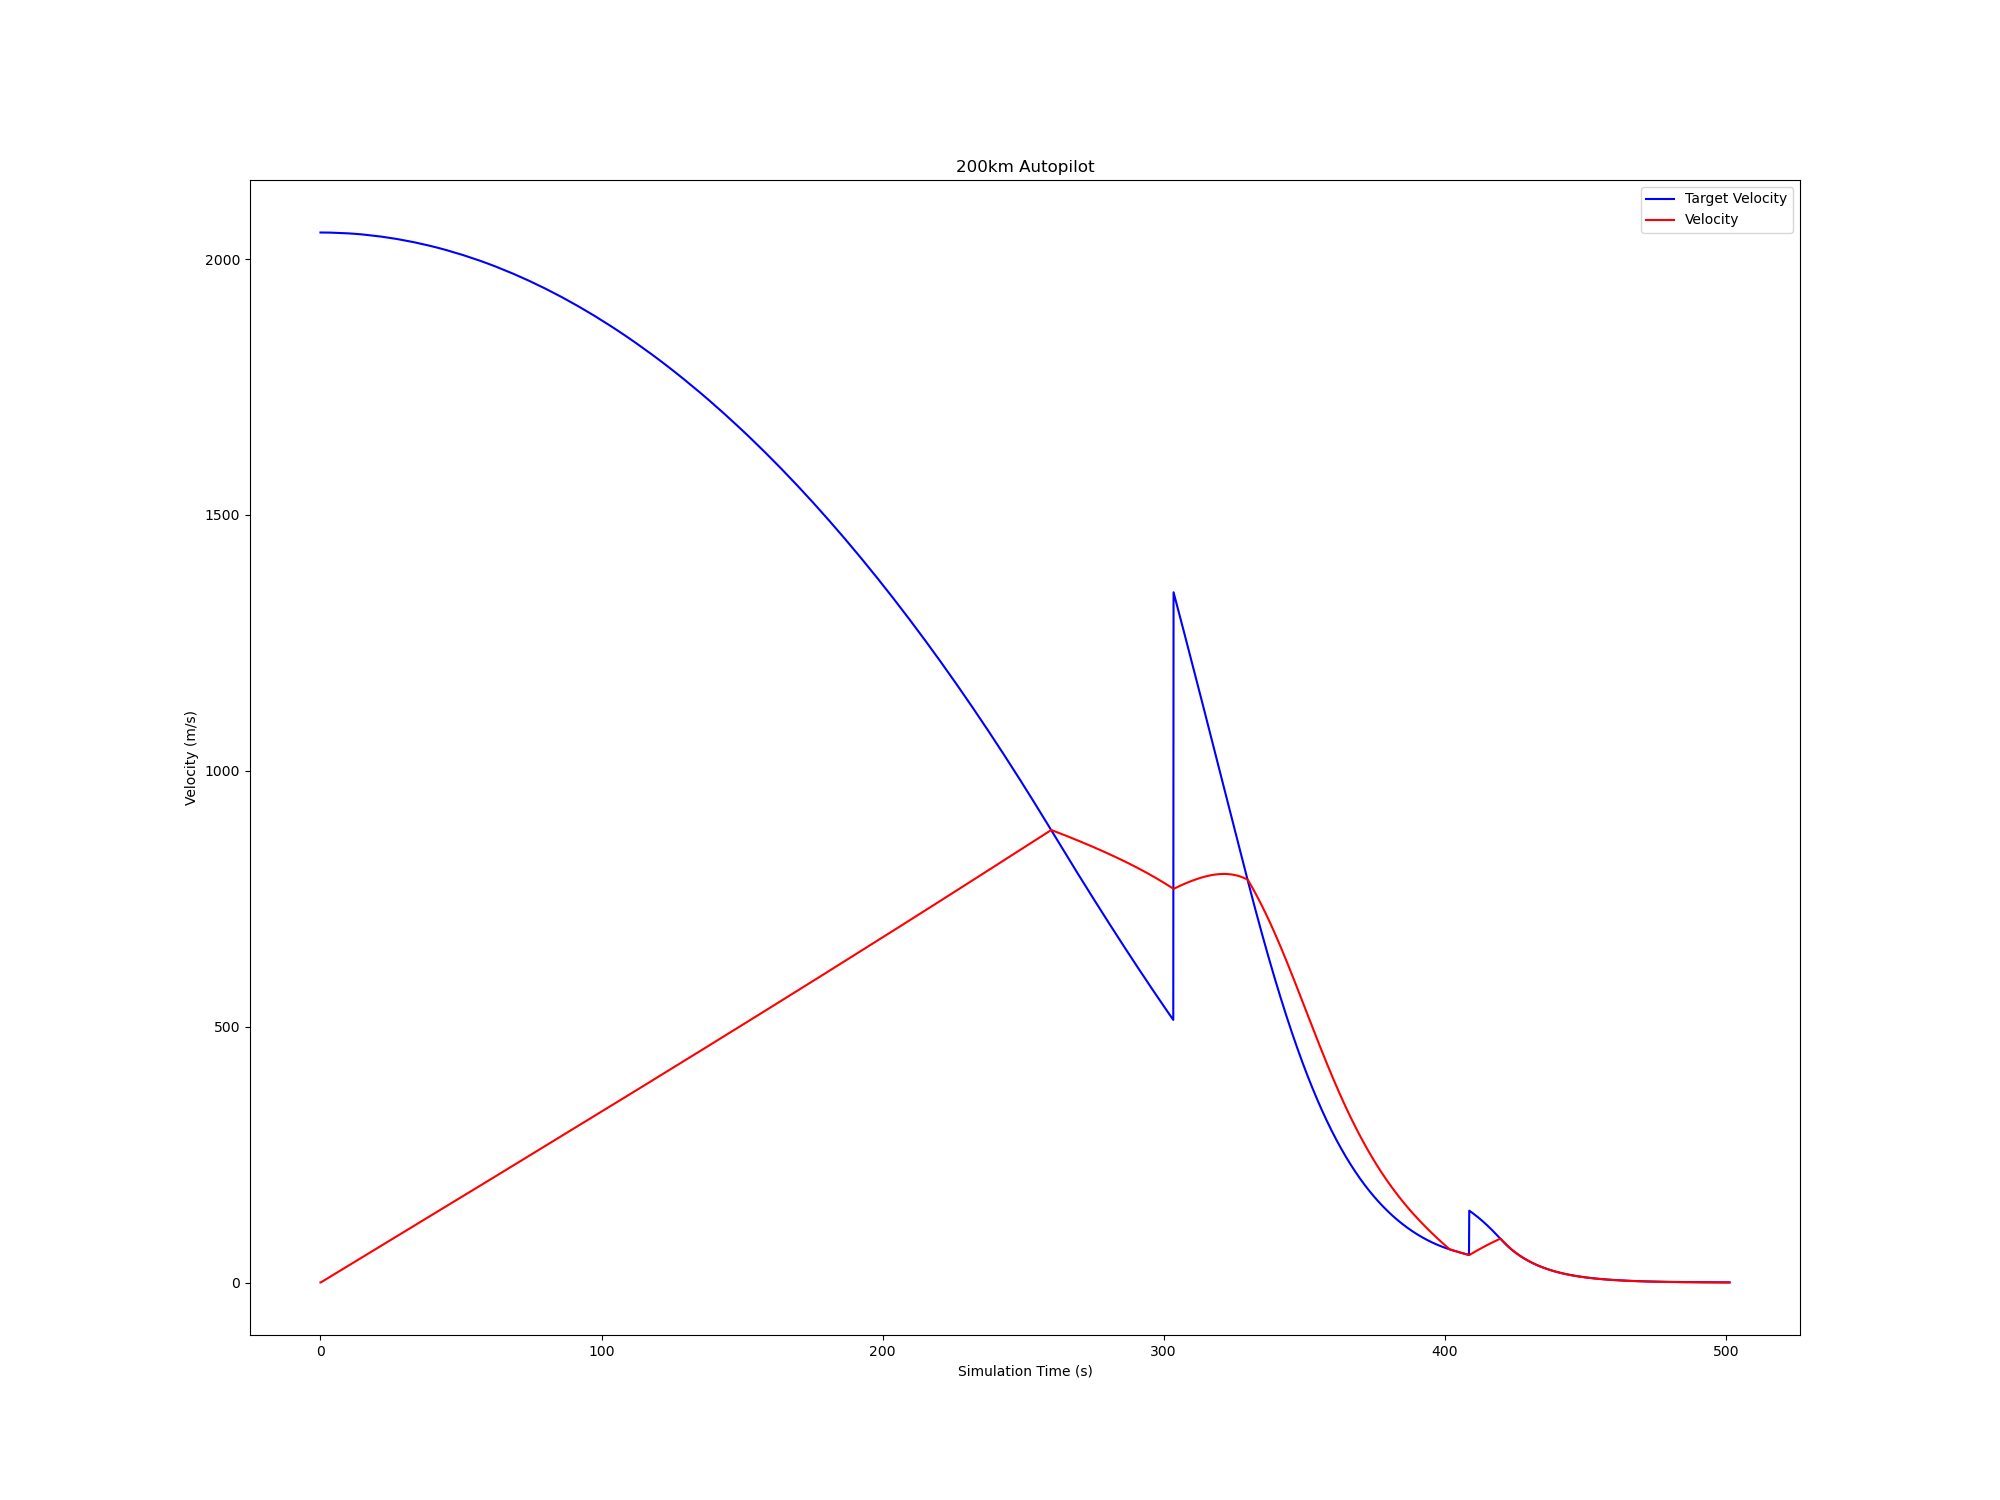 200km Autopilot
Target Velocity
Velocity
Velocity (m/s)
2000
1500
1000
500
0
0 100 200 300 400 500
Simulation Time (s)